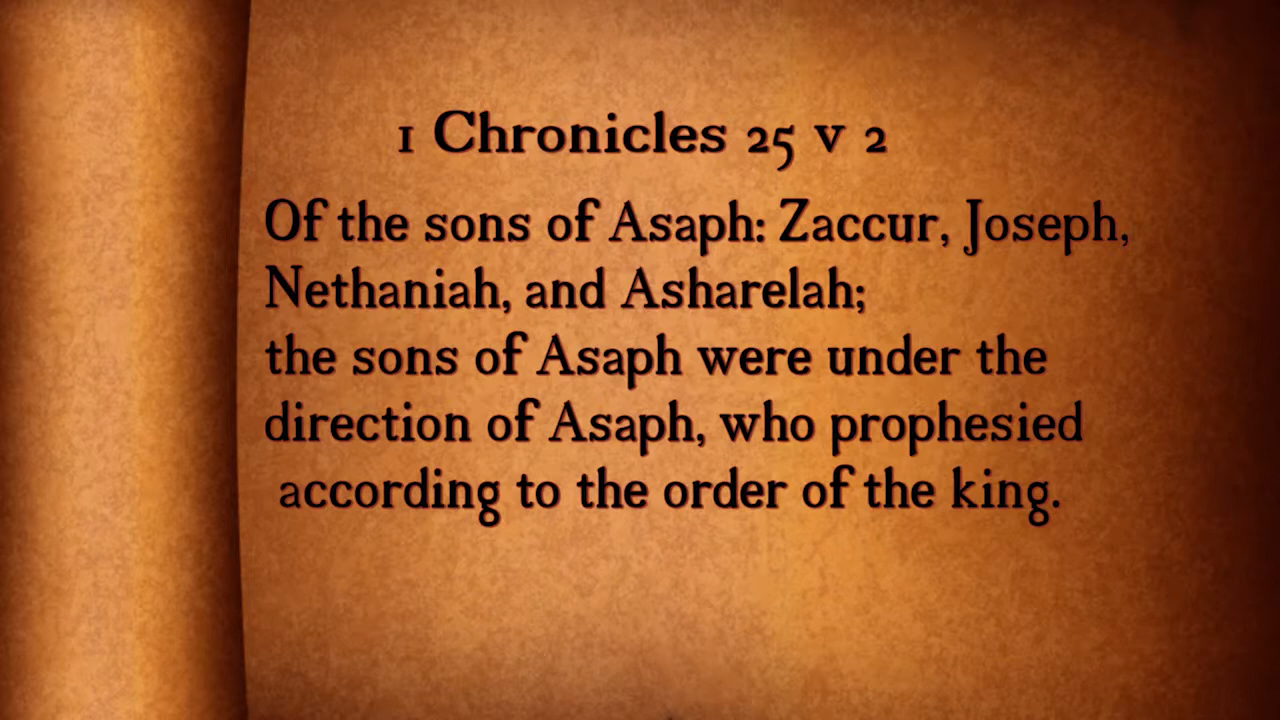 1 Chronicles 25 v 2
Of the sons of Asaph: Zaccur, Joseph,
Nethaniah, and Asharelah;
the sons of Asaph were under the
direction of Asaph, who prophesied
according to the order of the king.